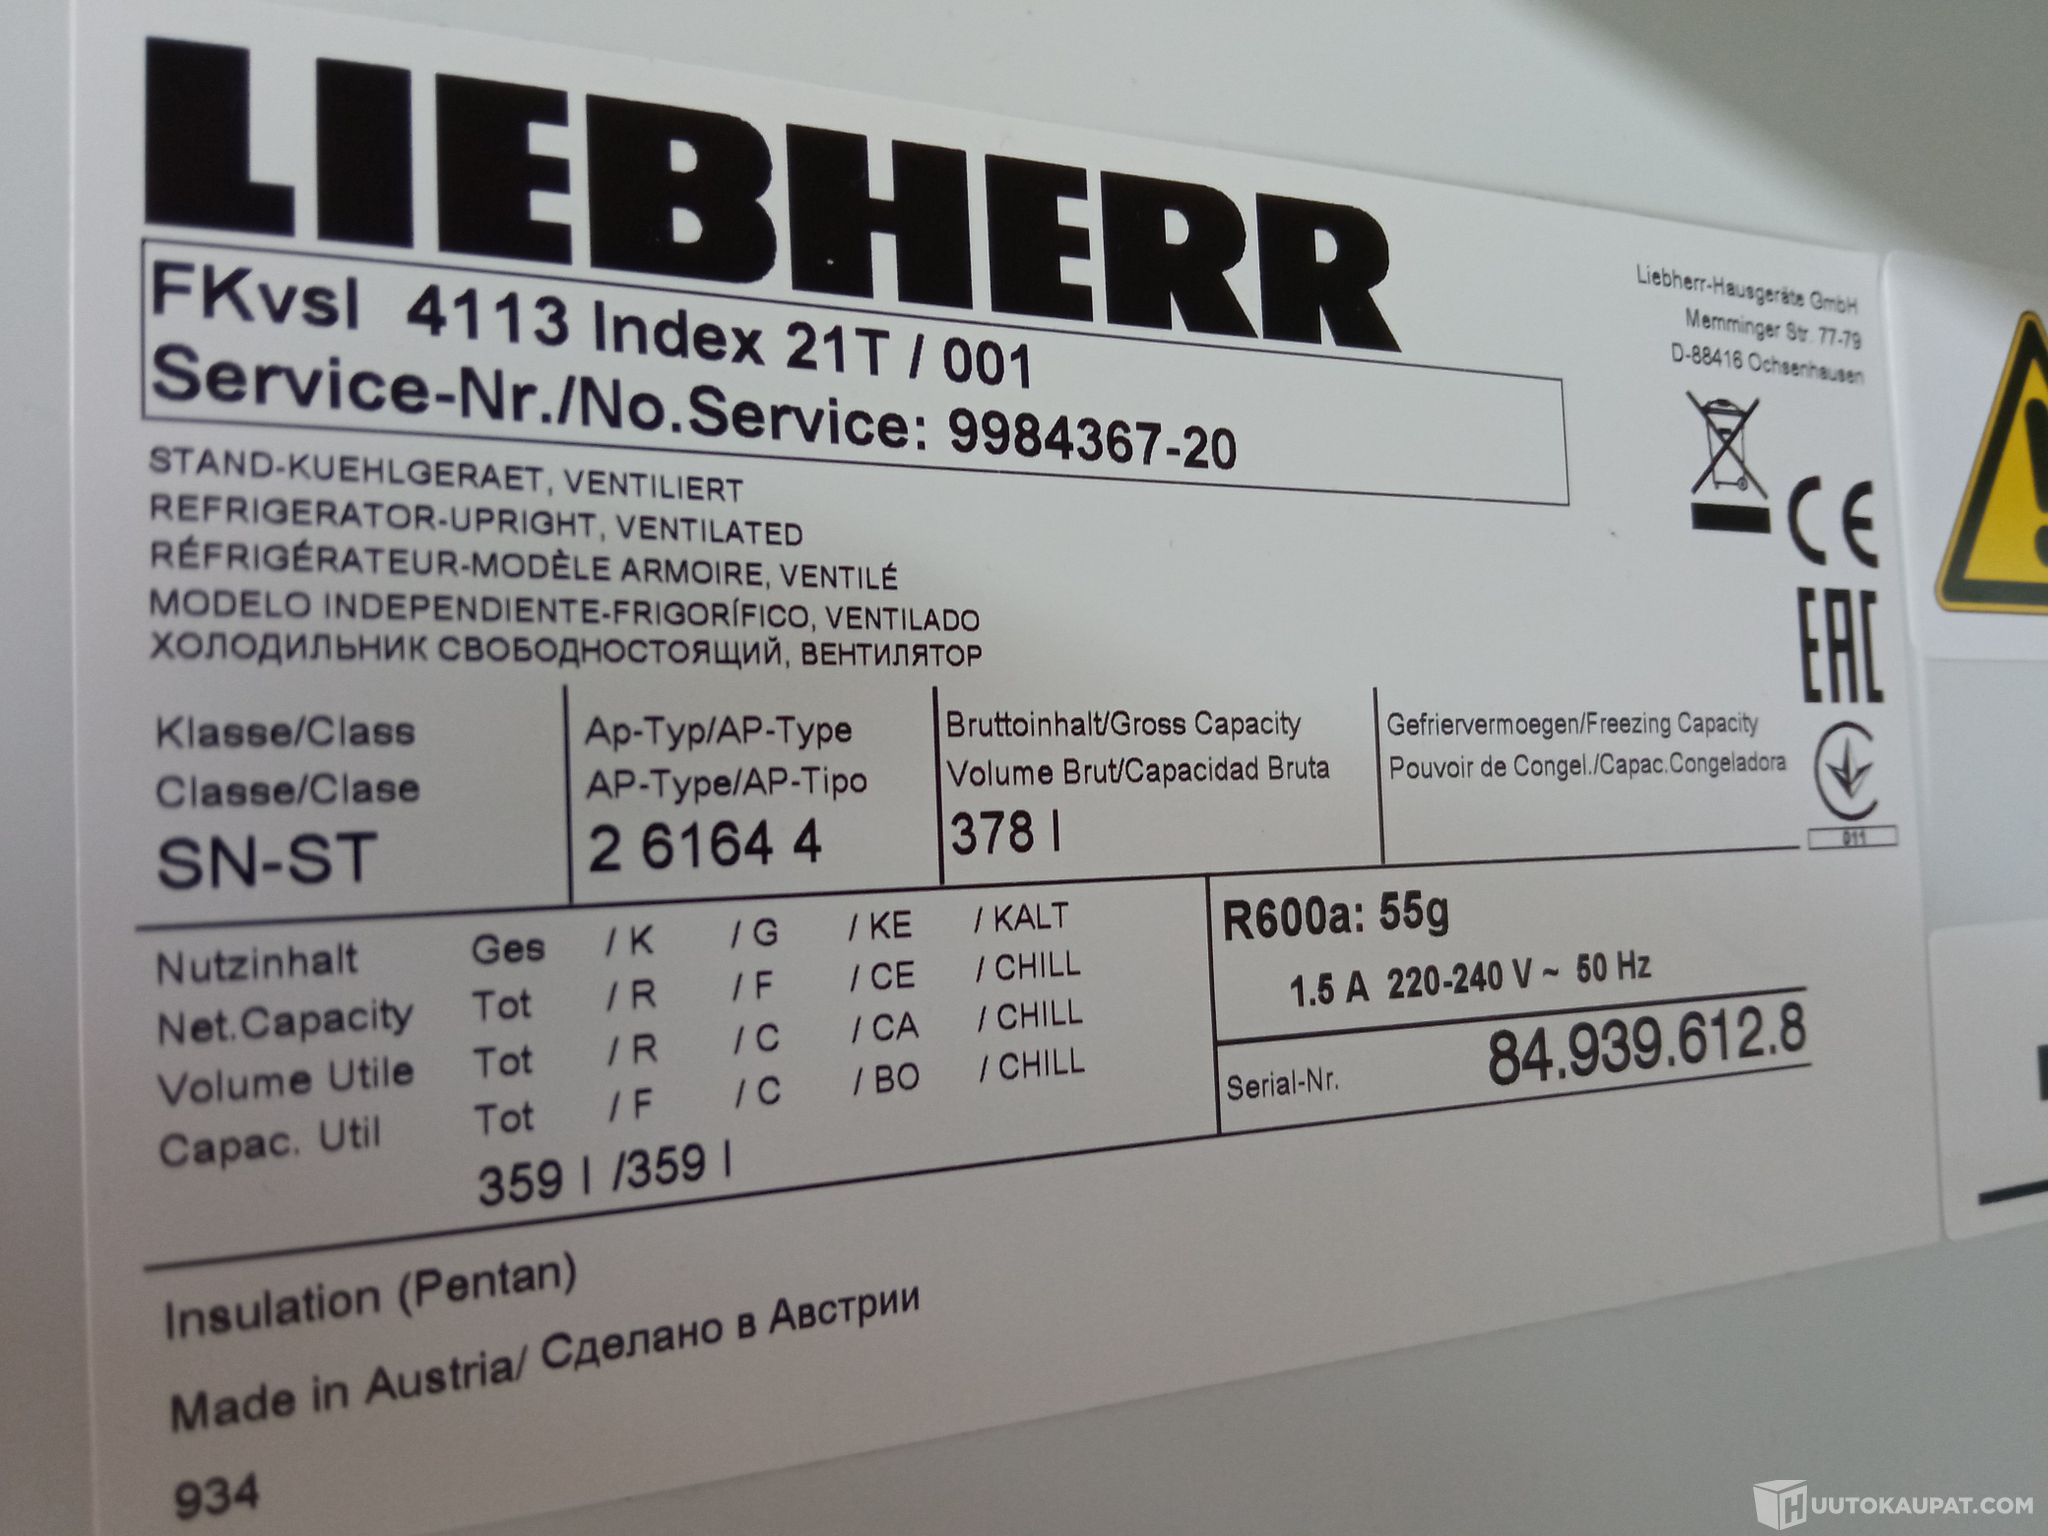 LIEBHERR
FKvsl 4113 Index 21T / 001
Service-Nr./No.Service: 9984367-20
Liebherr-Hausgeräte GmbH
Memminger Str. 77-79
D-88416 Ochsenhausen
STAND-KUEHLGERAET, VENTILIERT
REFRIGERATOR-UPRIGHT, VENTILATED
RÉFRIGÉRATEUR-MODÈLE ARMOIRE, VENTILÉ
MODELO INDEPENDIENTE-FRIGORÍFICO, VENTILADO
ХОЛОДИЛЬНИК СВОБОДНОСТОЯЩИЙ, ВЕНТИЛЯТОР
CE
EAC
011
Klasse/Class
Classe/Clase
SN-ST
Ap-Typ/AP-Type
AP-Type/AP-Tipo
2 6164 4
Bruttoinhalt/Gross Capacity
Volume Brut/Capacidad Bruta
378 l
Gefriervermoegen/Freezing Capacity
Pouvoir de Congel./Capac.Congeladora
Nutzinhalt Ges / K / G / KE / KALT
Net.Capacity Tot / R / F / CE / CHILL
Volume Utile Tot / R / C / CA / CHILL
Capac. Util Tot / F / C / BO / CHILL
359 l /359 l
R600a: 55g
1.5 A 220-240 V ~ 50 Hz
Serial-Nr. 84.939.612.8
Insulation (Pentan)
Made in Austria/ Сделано в Австрии
934
HUUTOKAUPAT.COM